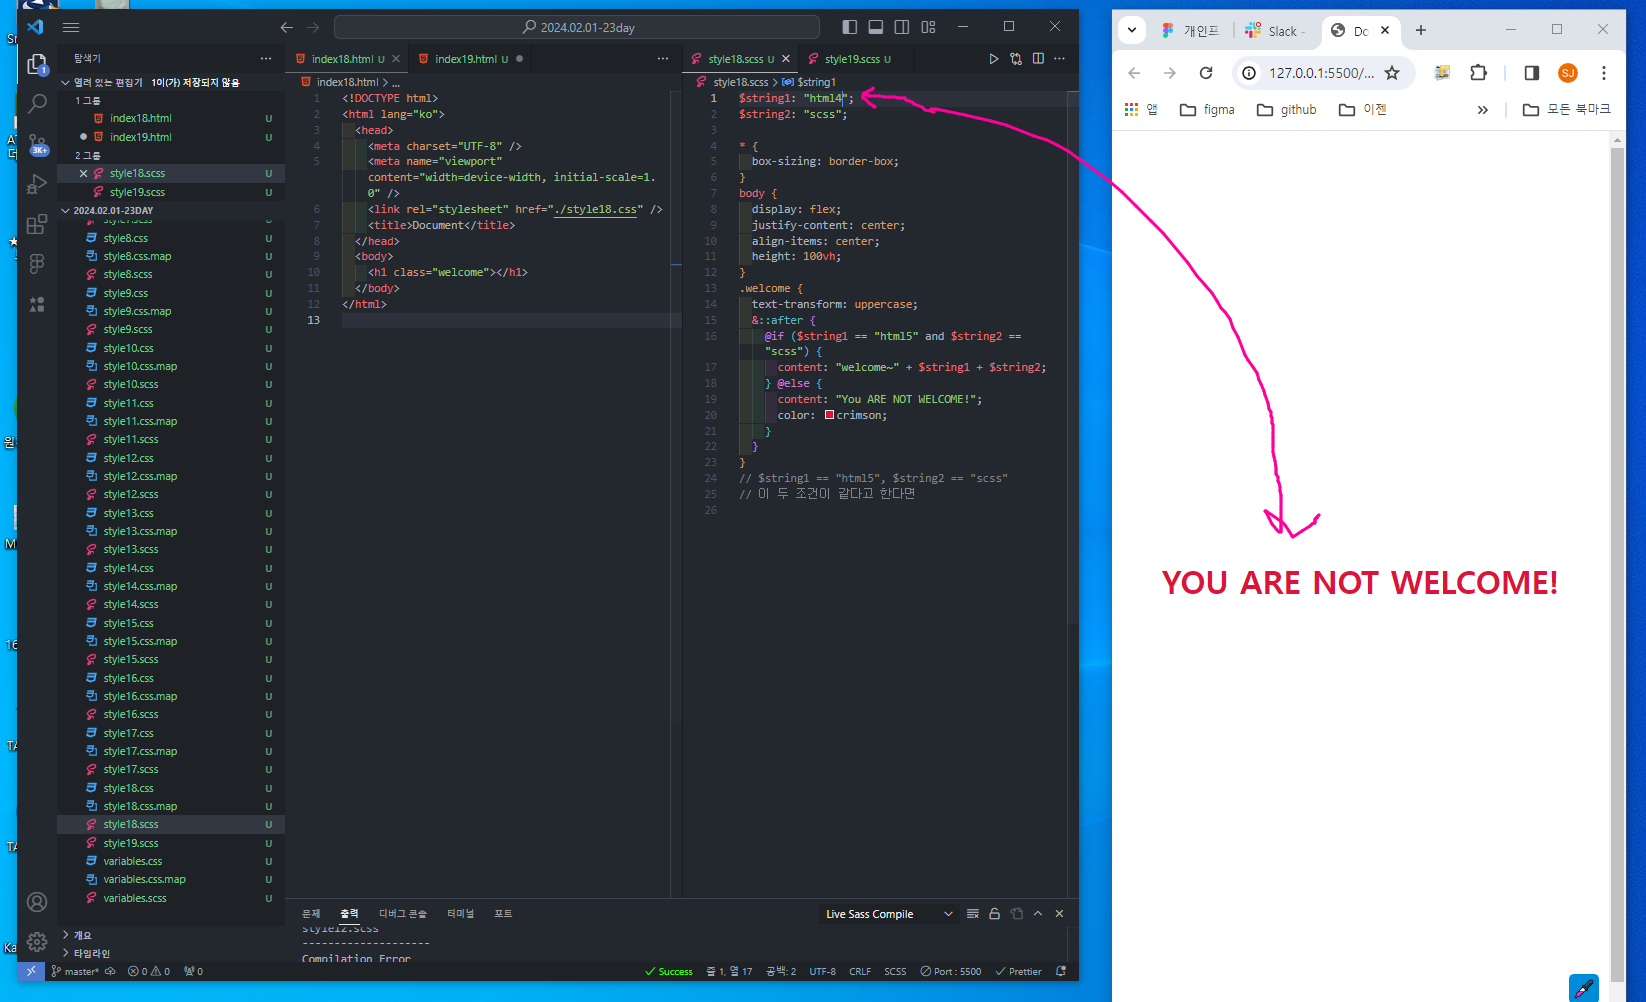 2024.02.01-23day
탐색기
열려 있는 편집기 1이(가) 저장되지 않음
1 그룹
index18.html U
index19.html U
2 그룹
style18.scss U
style19.scss U
2024.02.01-23DAY
style7.scss U
style8.css U
style8.css.map U
style8.scss U
style9.css U
style9.css.map U
style9.scss U
style10.css U
style10.css.map U
style10.scss U
style11.css U
style11.css.map U
style11.scss U
style12.css U
style12.css.map U
style12.scss U
style13.css U
style13.css.map U
style13.scss U
style14.css U
style14.css.map U
style14.scss U
style15.css U
style15.css.map U
style15.scss U
style16.css U
style16.css.map U
style16.scss U
style17.css U
style17.css.map U
style17.scss U
style18.css U
style18.css.map U
style18.scss U
style19.scss U
variables.css U
variables.css.map U
variables.scss U
개요
타임라인
index18.html U
index19.html U
index18.html > ...
1 <!DOCTYPE html>
2 <html lang="ko">
3 <head>
4 <meta charset="UTF-8" />
5 <meta name="viewport"
content="width=device-width, initial-scale=1.
0" />
6 <link rel="stylesheet" href="./style18.css" />
7 <title>Document</title>
8 </head>
9 <body>
10 <h1 class="welcome"></h1>
11 </body>
12 </html>
13
style18.scss U
style19.scss U
style18.scss > $string1
1 $string1: "html4";
2 $string2: "scss";
3
4 * {
5 box-sizing: border-box;
6 }
7 body {
8 display: flex;
9 justify-content: center;
10 align-items: center;
11 height: 100vh;
12 }
13 .welcome {
14 text-transform: uppercase;
15 &::after {
16 @if ($string1 == "html5" and $string2 ==
"scss") {
17 content: "welcome~" + $string1 + $string2;
18 } @else {
19 content: "You ARE NOT WELCOME!";
20 color: crimson;
21 }
22 }
23 }
24 // $string1 == "html5", $string2 == "scss"
25 // 이 두 조건이 같다고 한다면
26
문제 출력 디버그 콘솔 터미널 포트
Live Sass Compile
style12.scss
--------------------
Compilation Error
master* 0 0 0
Success 줄 1, 열 17 공백: 2 UTF-8 CRLF SCSS Port : 5500 Prettier
1
3K+
개인프
Slack -
Do
127.0.0.1:5500/...
SJ
앱 figma github 이젠 » 모든 북마크
YOU ARE NOT WELCOME!